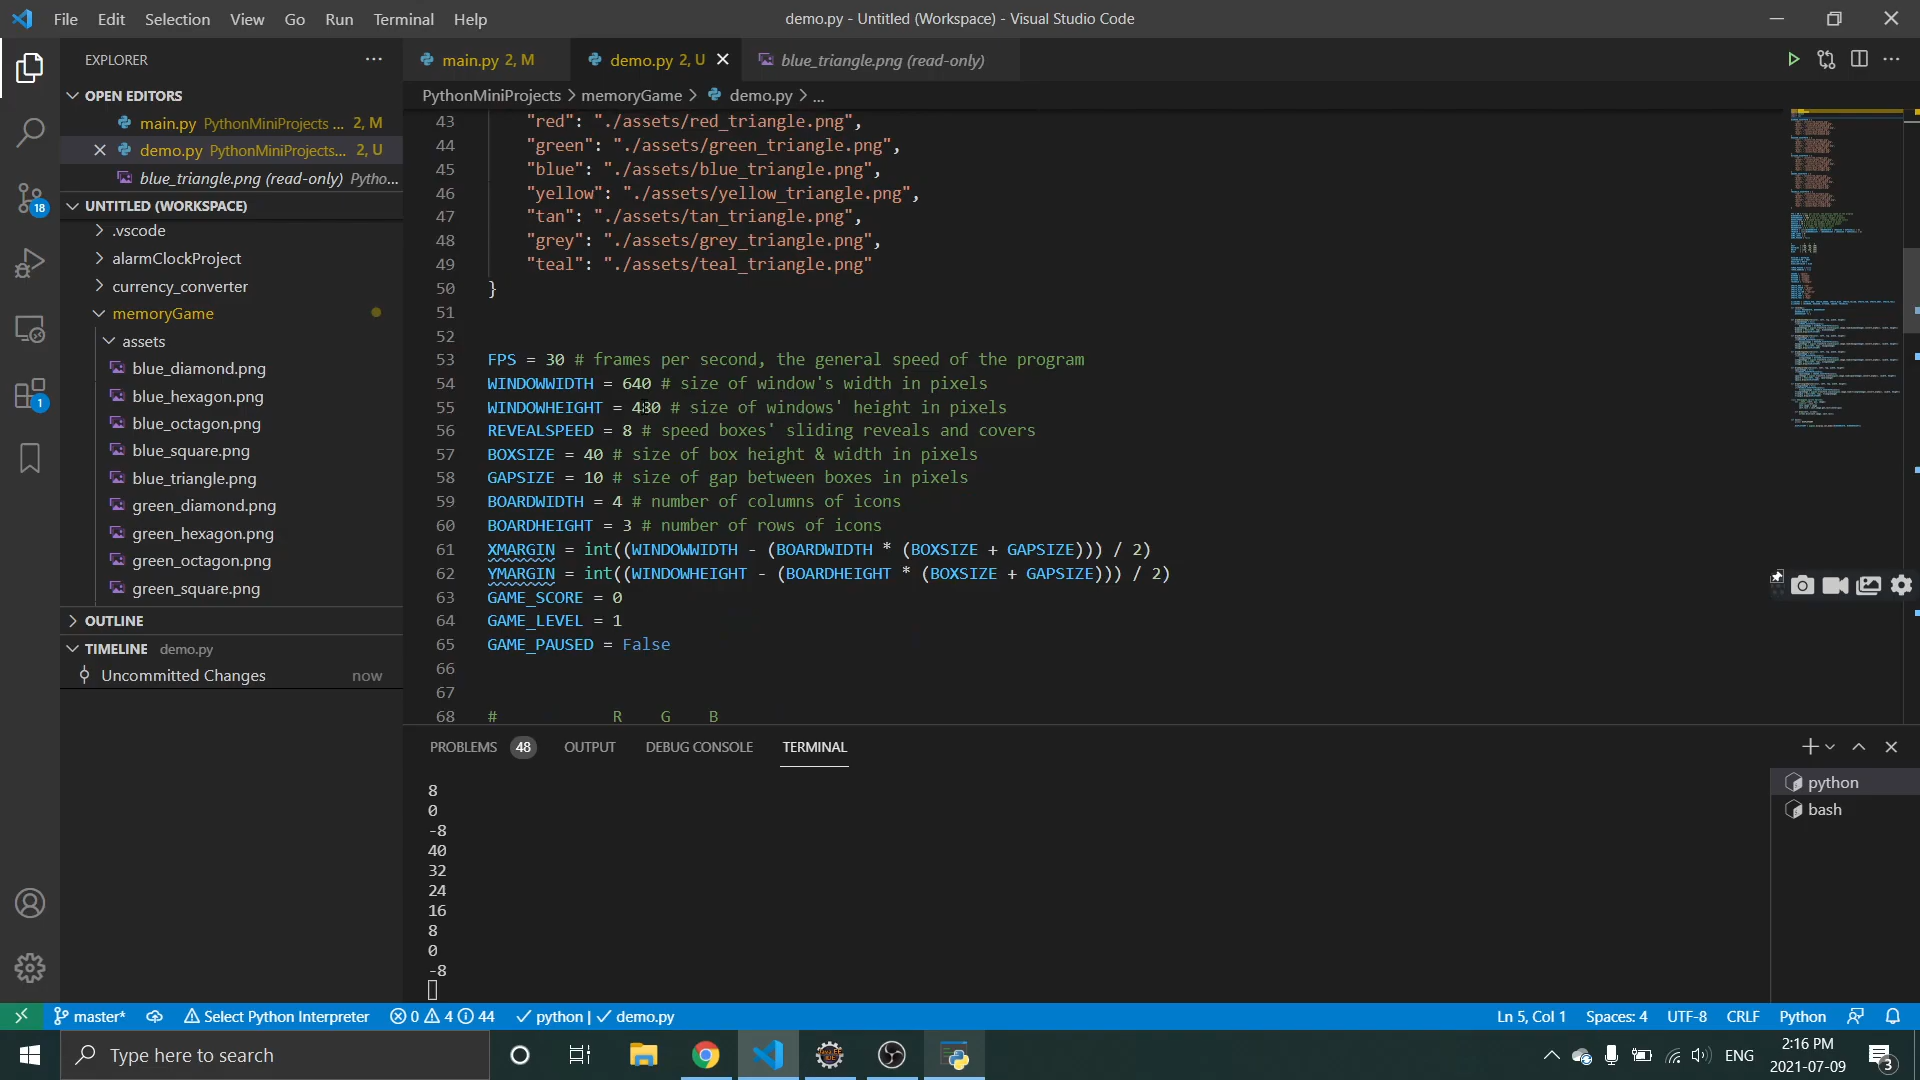 File Edit Selection View Go Run Terminal Help
demo.py - Untitled (Workspace) - Visual Studio Code
EXPLORER
OPEN EDITORS
main.py PythonMiniProjects ... 2, M
demo.py PythonMiniProjects... 2, U
blue_triangle.png (read-only) Pytho...
UNTITLED (WORKSPACE)
.vscode
alarmClockProject
currency_converter
memoryGame
assets
blue_diamond.png
blue_hexagon.png
blue_octagon.png
blue_square.png
blue_triangle.png
green_diamond.png
green_hexagon.png
green_octagon.png
green_square.png
OUTLINE
TIMELINE demo.py
Uncommitted Changes now
18
1
main.py 2, M
demo.py 2, U
blue_triangle.png (read-only)
PythonMiniProjects > memoryGame > demo.py > ...
43 "red": "./assets/red_triangle.png",
44 "green": "./assets/green_triangle.png",
45 "blue": "./assets/blue_triangle.png",
46 "yellow": "./assets/yellow_triangle.png",
47 "tan": "./assets/tan_triangle.png",
48 "grey": "./assets/grey_triangle.png",
49 "teal": "./assets/teal_triangle.png"
50 }
51
52
53 FPS = 30 # frames per second, the general speed of the program
54 WINDOWWIDTH = 640 # size of window's width in pixels
55 WINDOWHEIGHT = 480 # size of windows' height in pixels
56 REVEALSPEED = 8 # speed boxes' sliding reveals and covers
57 BOXSIZE = 40 # size of box height & width in pixels
58 GAPSIZE = 10 # size of gap between boxes in pixels
59 BOARDWIDTH = 4 # number of columns of icons
60 BOARDHEIGHT = 3 # number of rows of icons
61 XMARGIN = int((WINDOWWIDTH - (BOARDWIDTH * (BOXSIZE + GAPSIZE))) / 2)
62 YMARGIN = int((WINDOWHEIGHT - (BOARDHEIGHT * (BOXSIZE + GAPSIZE))) / 2)
63 GAME_SCORE = 0
64 GAME_LEVEL = 1
65 GAME_PAUSED = False
66
67
68 # R G B
PROBLEMS 48 OUTPUT DEBUG CONSOLE TERMINAL
8
0
-8
40
32
24
16
8
0
-8
python
bash
master* Select Python Interpreter 0 4 44 python | demo.py
Ln 5, Col 1 Spaces: 4 UTF-8 CRLF Python
Type here to search
ENG
2:16 PM
2021-07-09
3